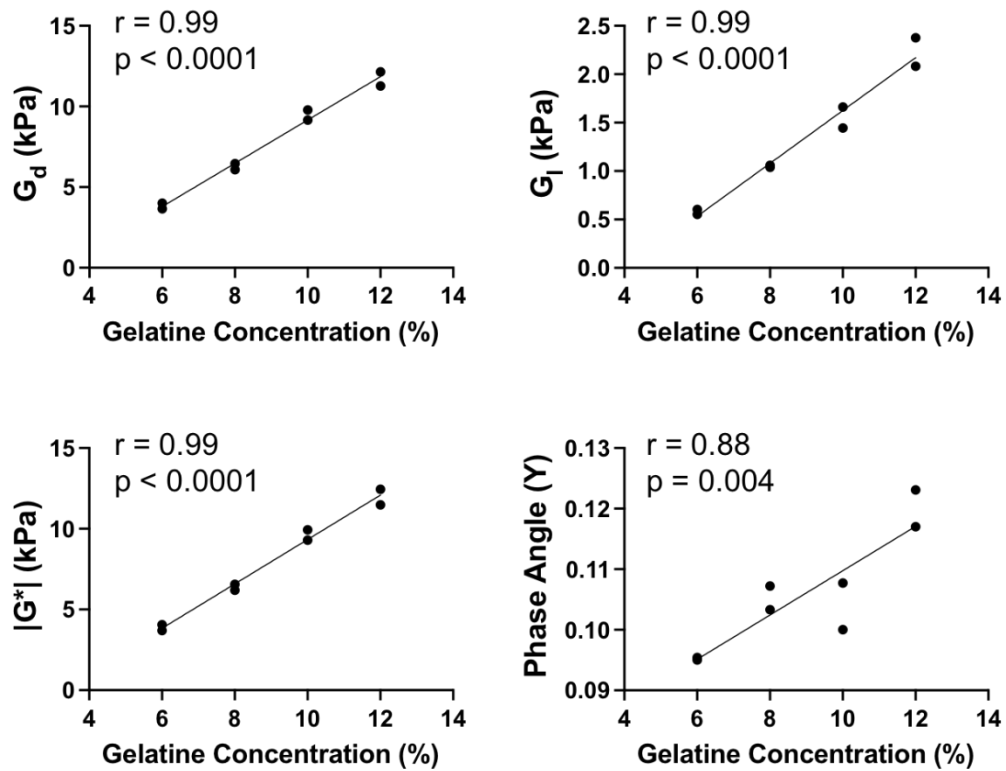 r = 0.99
p < 0.0001
G_d (kPa)
15
10
5
0
4 6 8 10 12 14
Gelatine Concentration (%)
r = 0.99
p < 0.0001
G_l (kPa)
2.5
2.0
1.5
1.0
0.5
0.0
4 6 8 10 12 14
Gelatine Concentration (%)
r = 0.99
p < 0.0001
|G*| (kPa)
15
10
5
0
4 6 8 10 12 14
Gelatine Concentration (%)
r = 0.88
p = 0.004
Phase Angle (Y)
0.13
0.12
0.11
0.10
0.09
4 6 8 10 12 14
Gelatine Concentration (%)